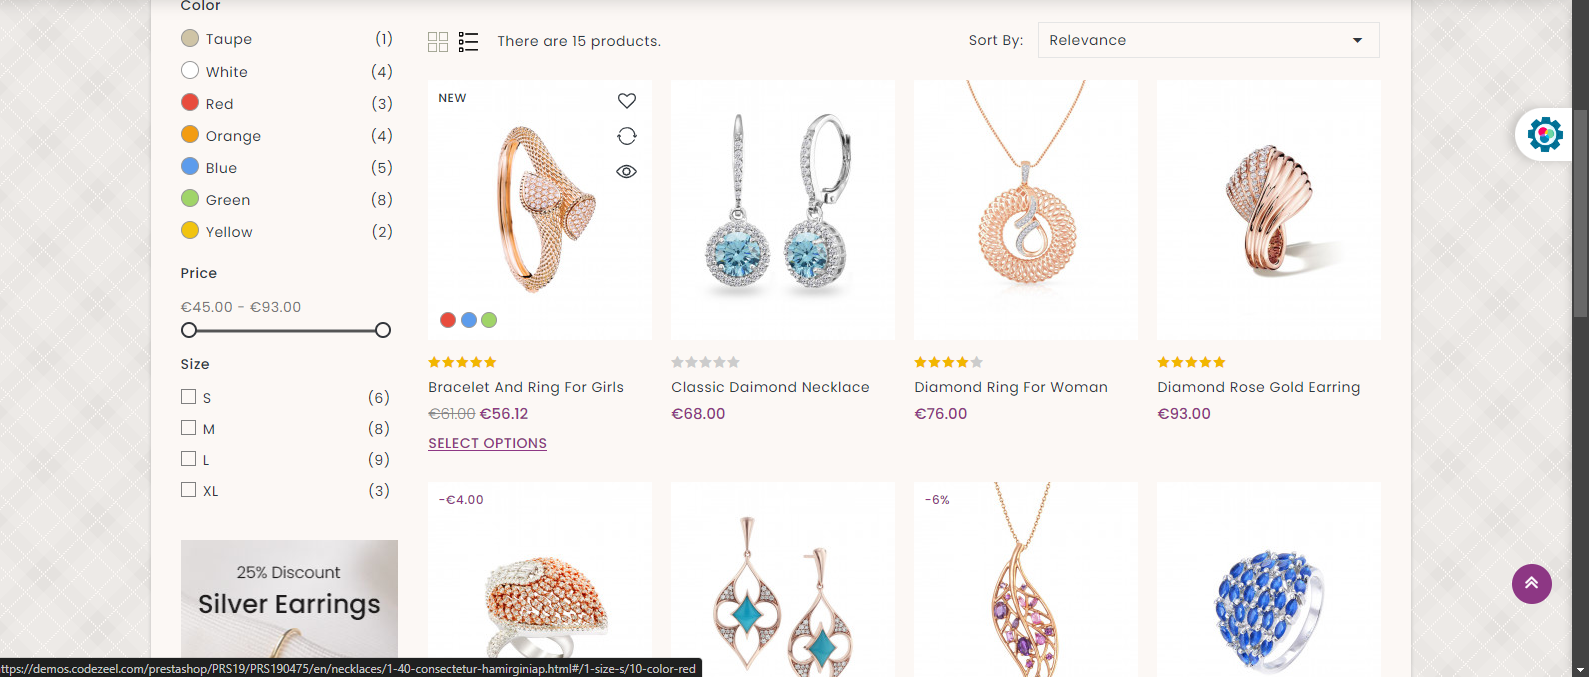 Color
Taupe (1)
White (4)
Red (3)
Orange (4)
Blue (5)
Green (8)
Yellow (2)
Price
€45.00 - €93.00
Size
S (6)
M (8)
L (9)
XL (3)
25% Discount
Silver Earrings
There are 15 products.
Sort By: Relevance
NEW
Bracelet And Ring For Girls
€61.00 €56.12
SELECT OPTIONS
Classic Daimond Necklace
€68.00
Diamond Ring For Woman
€76.00
Diamond Rose Gold Earring
€93.00
-€4.00
-6%
ttps://demos.codezeel.com/prestashop/PRS19/PRS190475/en/necklaces/1-40-consectetur-hamirginiap.html#/1-size-s/10-color-red